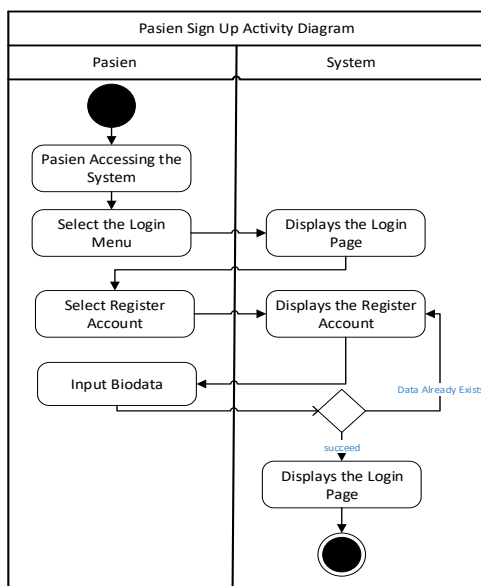 Pasien Sign Up Activity Diagram
Pasien
System
Pasien Accessing the
System
Select the Login
Menu
Displays the Login
Page
Select Register
Account
Displays the Register
Account
Input Biodata
Data Already Exists
succeed
Displays the Login
Page